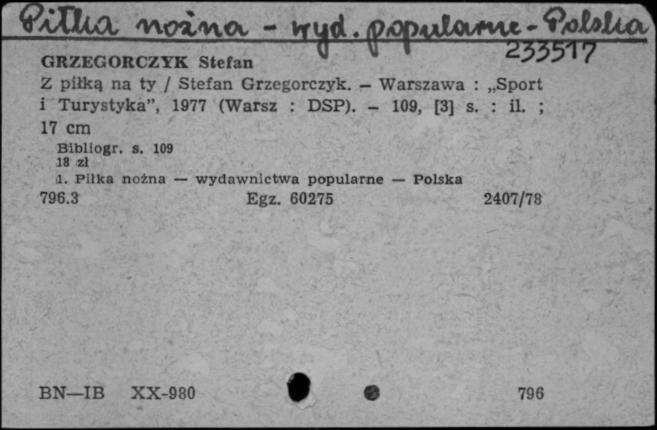 Piłka nożna - wyd. popularne - Polska
233517
GRZEGORCZYK Stefan
Z piłką na ty / Stefan Grzegorczyk. — Warszawa : „Sport
i Turystyka”, 1977 (Warsz : DSP). — 109, [3] s. : il. ;
17 cm
Bibliogr. s. 109
18 zł
1. Piłka nożna — wydawnictwa popularne — Polska
796.3 Egz. 60275 2407/78
BN—IB XX-980 796